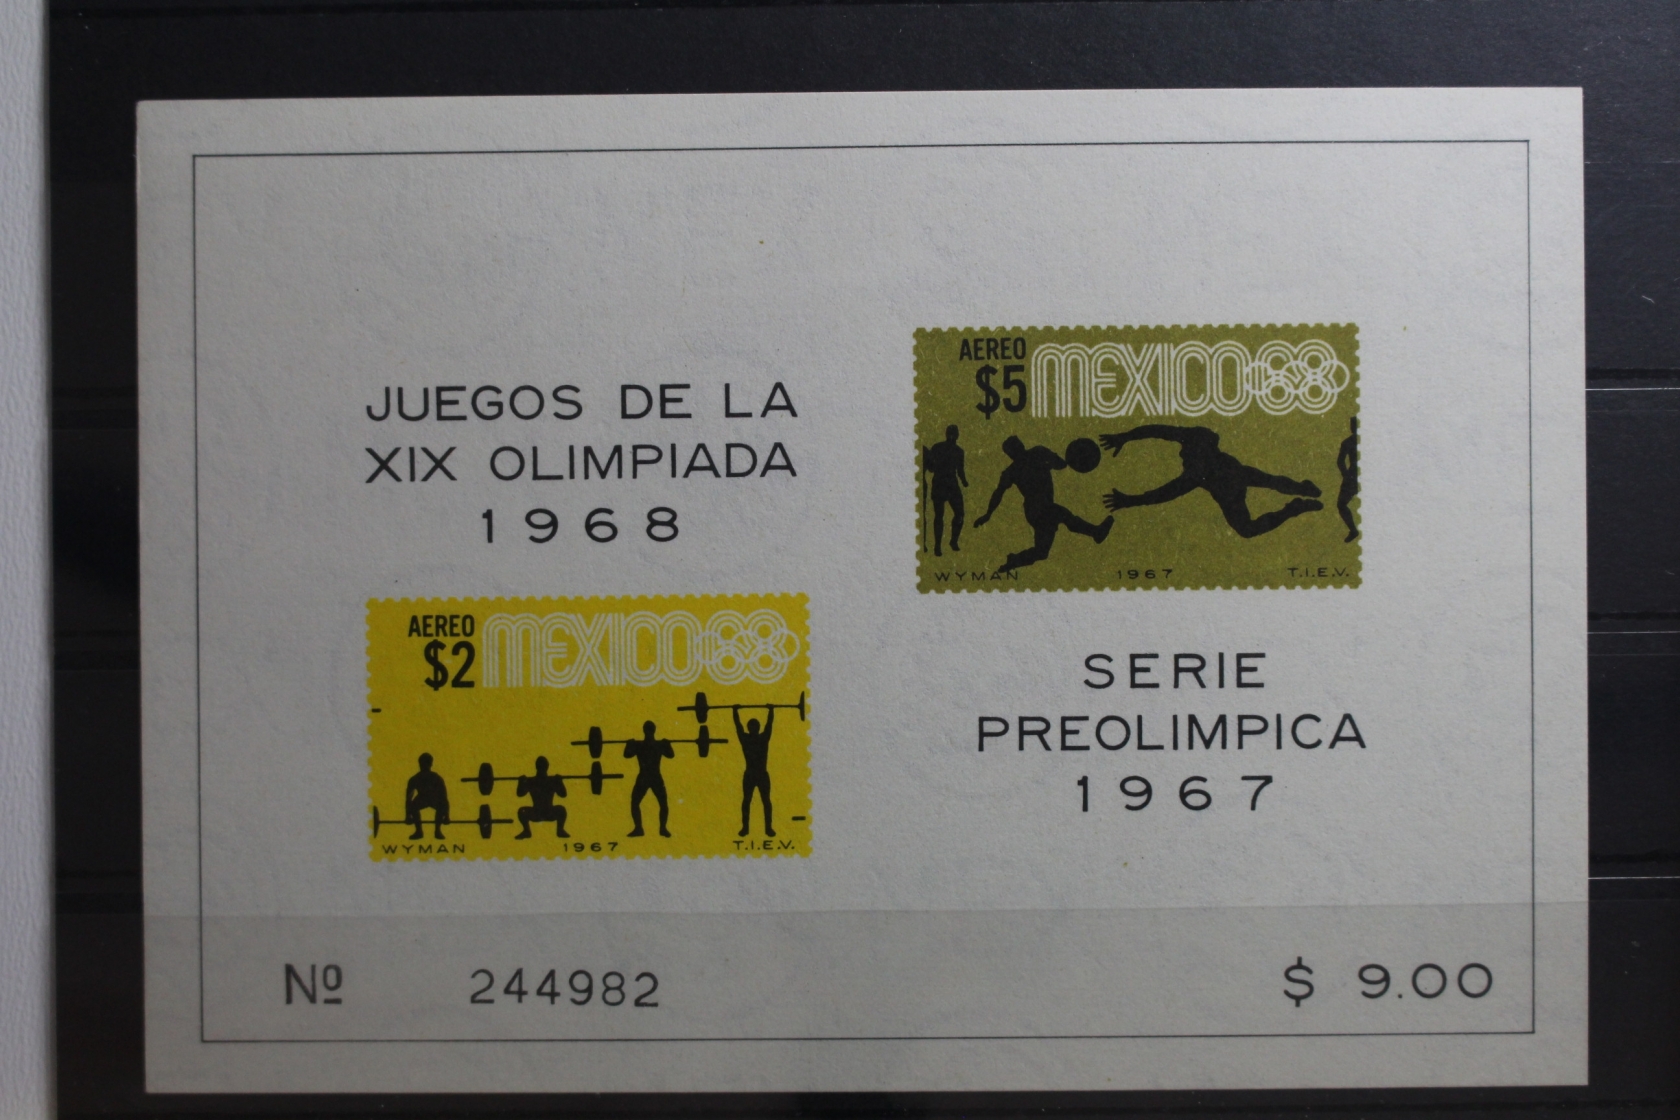 JUEGOS DE LA
XIX OLIMPIADA
1968
AEREO
$5
MEXICO68
WYMAN 1967 T.I.E.V.
AEREO
$2
MEXICO68
WYMAN 1967 T.I.E.V.
SERIE
PREOLIMPICA
1967
Nº 244982 $ 9.00